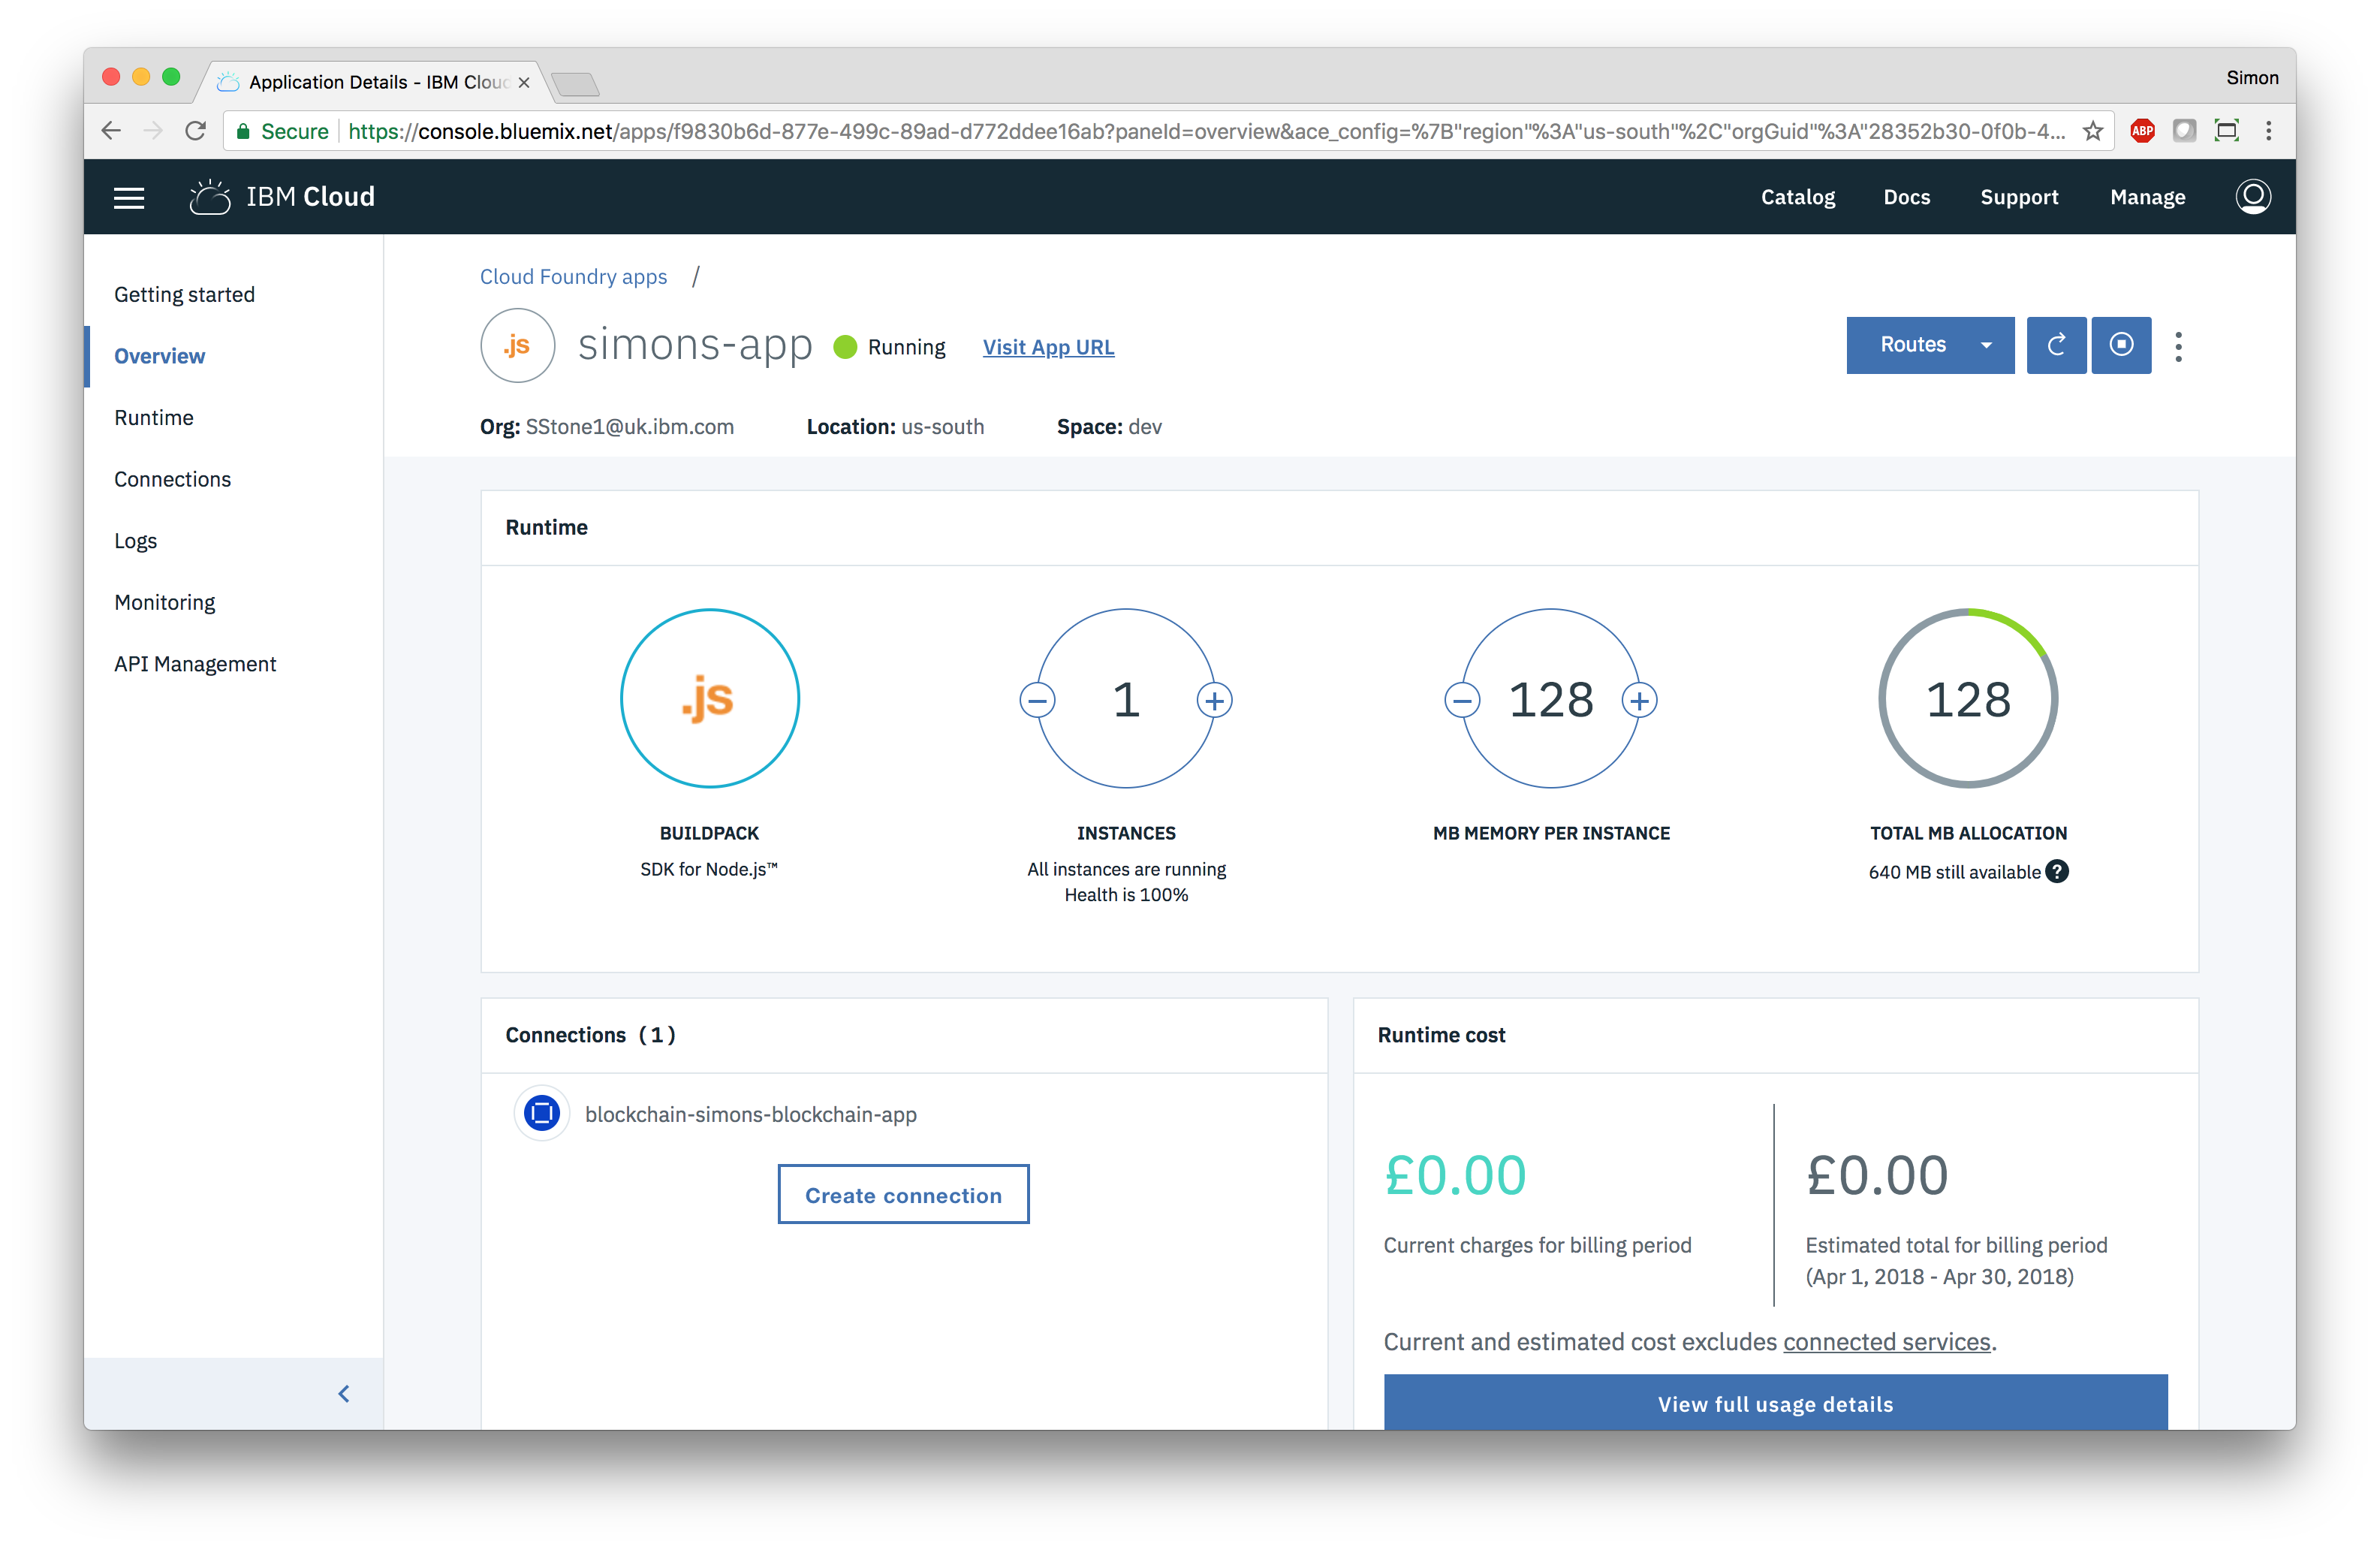 Application Details - IBM Cloud
Simon
Secure https://console.bluemix.net/apps/f9830b6d-877e-499c-89ad-d772ddee16ab?paneId=overview&ace_config=%7B"region"%3A"us-south"%2C"orgGuid"%3A"28352b30-0f0b-4...
ABP
IBM Cloud
Catalog
Docs
Support
Manage
Getting started
Overview
Runtime
Connections
Logs
Monitoring
API Management
Cloud Foundry apps /
.js
simons-app
Running
Visit App URL
Routes
Org: SStone1@uk.ibm.com
Location: us-south
Space: dev
Runtime
.js
BUILDPACK
SDK for Node.js™
1
INSTANCES
All instances are running
Health is 100%
128
MB MEMORY PER INSTANCE
128
TOTAL MB ALLOCATION
640 MB still available ?
Connections (1)
blockchain-simons-blockchain-app
Create connection
Runtime cost
£0.00
Current charges for billing period
£0.00
Estimated total for billing period
(Apr 1, 2018 - Apr 30, 2018)
Current and estimated cost excludes connected services.
View full usage details